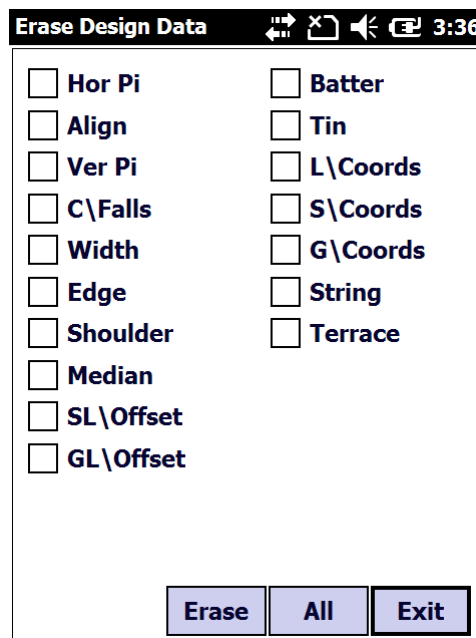 Erase Design Data 3:36
Hor Pi Batter
Align Tin
Ver Pi L\Coords
C\Falls S\Coords
Width G\Coords
Edge String
Shoulder Terrace
Median
SL\Offset
GL\Offset
Erase All Exit